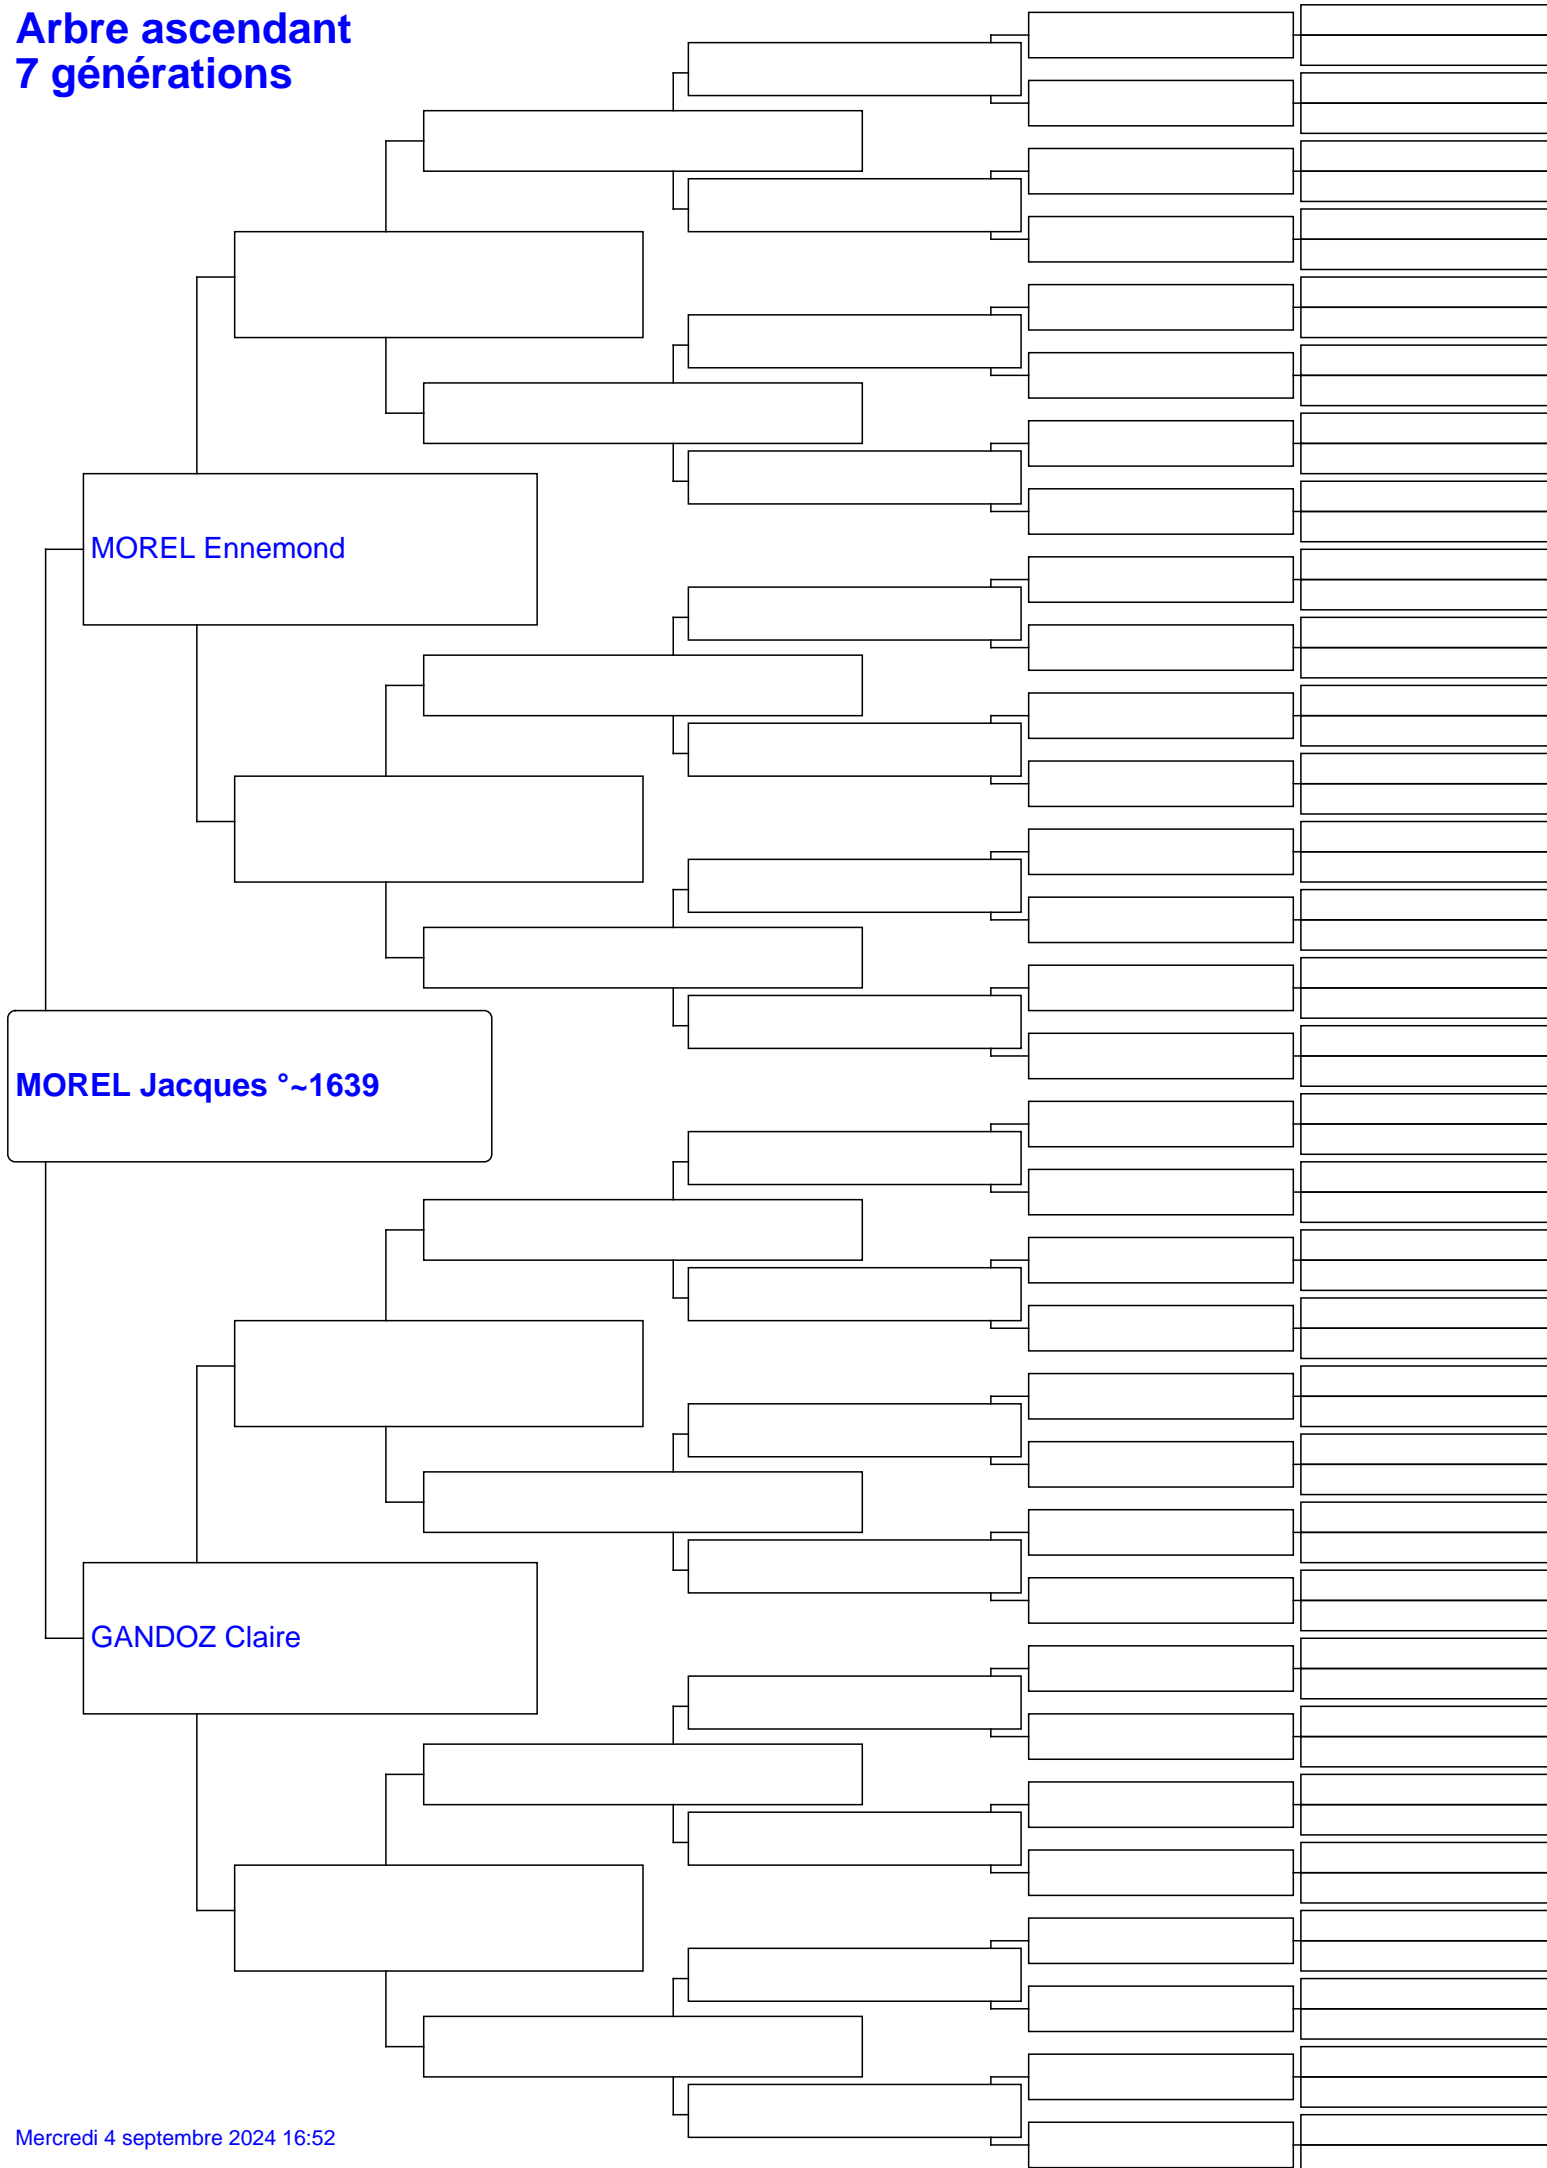 Arbre ascendant
7 générations
MOREL Ennemond
MOREL Jacques °~1639
GANDOZ Claire
Mercredi 4 septembre 2024 16:52